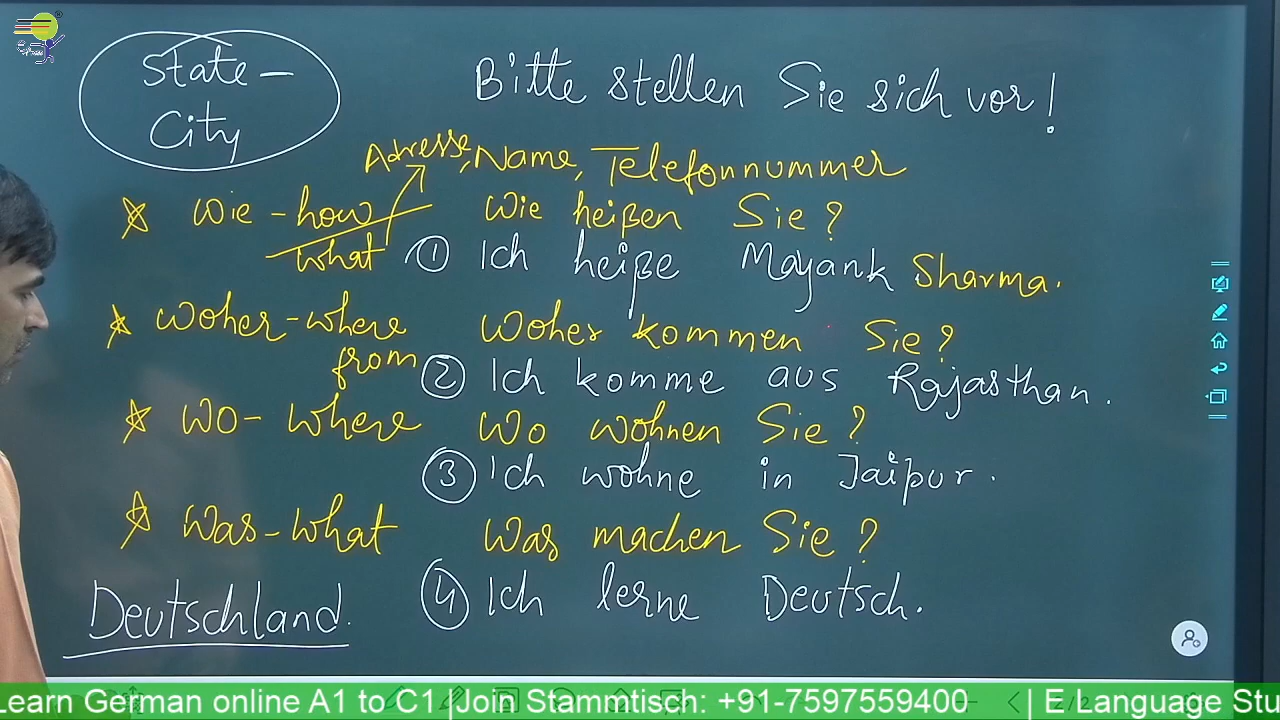 State -
City
Bitte stellen Sie sich vor!
Adresse, Name, Telefonnummer
Wie - how
what
Wie heißen Sie?
① Ich heiße Mayank Sharma.
Woher - where
from
Woher kommen Sie?
② Ich komme aus Rajasthan.
Wo - where
Wo wohnen Sie?
③ Ich wohne in Jaipur.
Was - what
Was machen Sie?
④ Ich lerne Deutsch.
Deutschland.
Learn German online A1 to C1 |Join Stammtisch: +91-7597559400 | E Language Stu